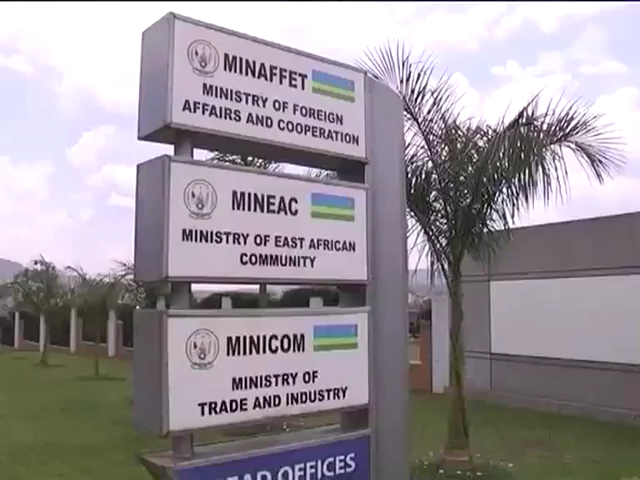 MINAFFET
MINISTRY OF FOREIGN
AFFAIRS AND COOPERATION
MINEAC
MINISTRY OF EAST AFRICAN
COMMUNITY
MINICOM
MINISTRY OF
TRADE AND INDUSTRY
OFFICES